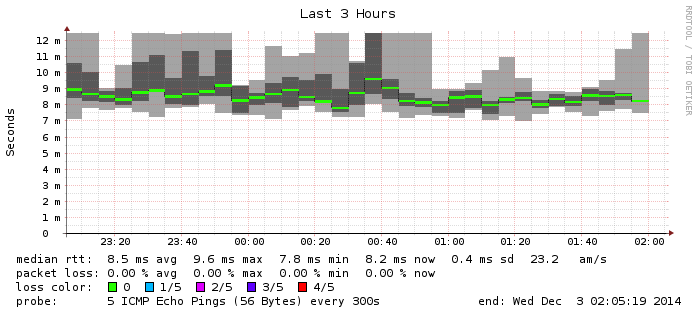 Last 3 Hours
RRDTOOL / TOBI OETIKER
Seconds
12 m
11 m
10 m
9 m
8 m
7 m
6 m
5 m
4 m
3 m
2 m
1 m
0
23:20 23:40 00:00 00:20 00:40 01:00 01:20 01:40 02:00
median rtt: 8.5 ms avg 9.6 ms max 7.8 ms min 8.2 ms now 0.4 ms sd 23.2 am/s
packet loss: 0.00 % avg 0.00 % max 0.00 % min 0.00 % now
loss color: 0 1/5 2/5 3/5 4/5
probe: 5 ICMP Echo Pings (56 Bytes) every 300s end: Wed Dec 3 02:05:19 2014